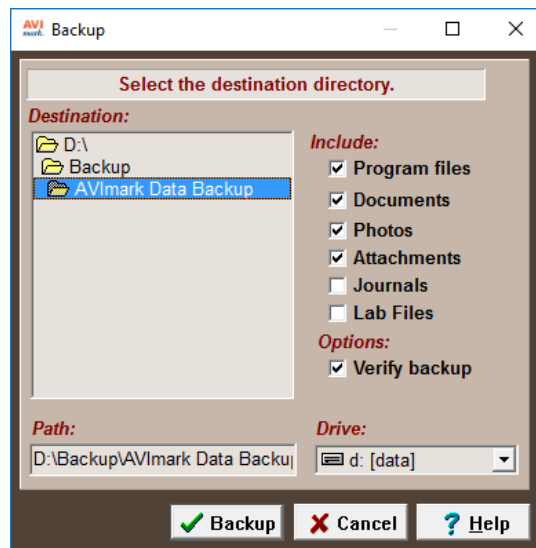 AVI
mark.
Backup
Select the destination directory.
Destination:
D:\
Backup
AVImark Data Backup
Include:
Program files
Documents
Photos
Attachments
Journals
Lab Files
Options:
Verify backup
Path:
D:\Backup\AVImark Data Backu
Drive:
d: [data]
Backup
Cancel
? Help